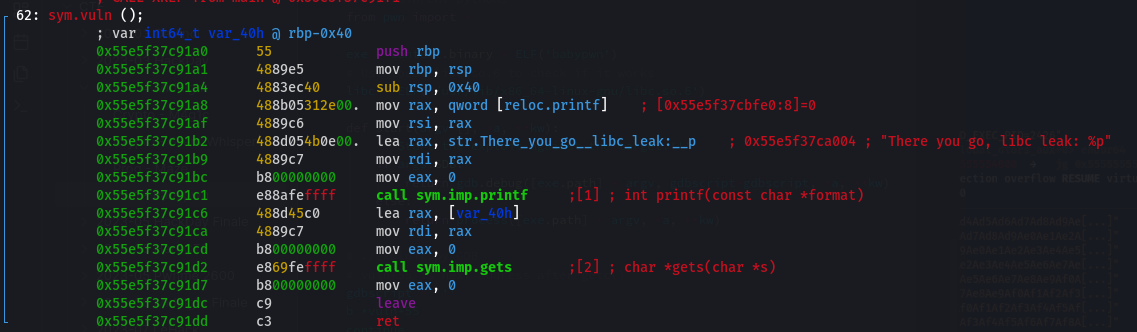 62: sym.vuln ();
; var int64_t var_40h @ rbp-0x40
0x55e5f37c91a0 55 push rbp
0x55e5f37c91a1 4889e5 mov rbp, rsp
0x55e5f37c91a4 4883ec40 sub rsp, 0x40
0x55e5f37c91a8 488b05312e00. mov rax, qword [reloc.printf] ; [0x55e5f37cbfe0:8]=0
0x55e5f37c91af 4889c6 mov rsi, rax
0x55e5f37c91b2 488d054b0e00. lea rax, str.There_you_go__libc_leak:__p ; 0x55e5f37ca004 ; "There you go, libc leak: %p"
0x55e5f37c91b9 4889c7 mov rdi, rax
0x55e5f37c91bc b800000000 mov eax, 0
0x55e5f37c91c1 e88afeffff call sym.imp.printf ;[1] ; int printf(const char *format)
0x55e5f37c91c6 488d45c0 lea rax, [var_40h]
0x55e5f37c91ca 4889c7 mov rdi, rax
0x55e5f37c91cd b800000000 mov eax, 0
0x55e5f37c91d2 e869feffff call sym.imp.gets ;[2] ; char *gets(char *s)
0x55e5f37c91d7 b800000000 mov eax, 0
0x55e5f37c91dc c9 leave
0x55e5f37c91dd c3 ret